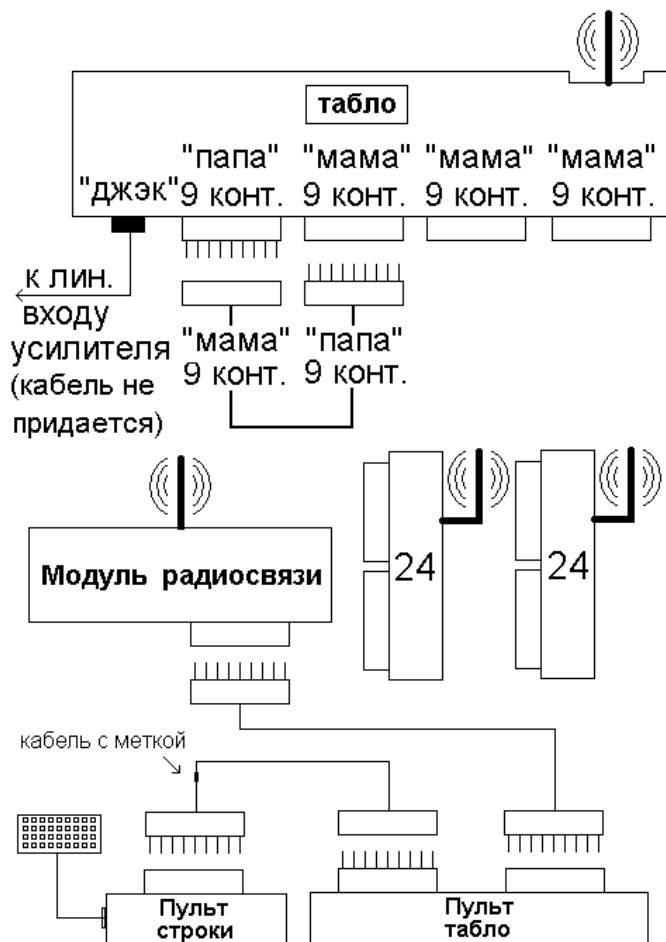 табло
"джэк"
"папа"
9 конт.
"мама"
9 конт.
"мама"
9 конт.
"мама"
9 конт.
к лин.
входу
усилителя
(кабель не
придается)
"мама"
9 конт.
"папа"
9 конт.
Модуль радиосвязи
24
24
кабель с меткой
Пульт
строки
Пульт
табло